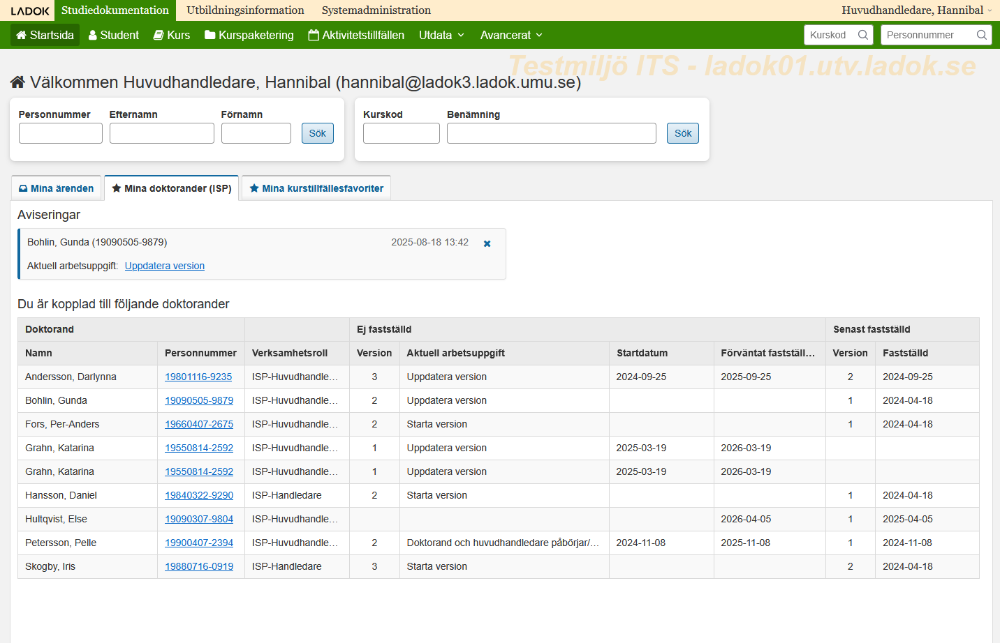 LADOK Studiedokumentation Utbildningsinformation Systemadministration Huvudhandledare, Hannibal
Startsida Student Kurs Kurspaketering Aktivitetstillfällen Utdata Avancerat Kurskod Personnummer
Testmiljö ITS - ladok01.utv.ladok.se
Välkommen Huvudhandledare, Hannibal (hannibal@ladok3.ladok.umu.se)
Personnummer Efternamn Förnamn Kurskod Benämning
Sök Sök
Mina ärenden Mina doktorander (ISP) Mina kurstillfällesfavoriter
Aviseringar
Bohlin, Gunda (19090505-9879) 2025-08-18 13:42
Aktuell arbetsuppgift: Uppdatera version
Du är kopplad till följande doktorander
Doktorand Ej fastställd Senast fastställd
Namn Personnummer Verksamhetsroll Version Aktuell arbetsuppgift Startdatum Förväntat fastställ... Version Fastställd
Andersson, Darlynna 19801116-9235 ISP-Huvudhandle... 3 Uppdatera version 2024-09-25 2025-09-25 2 2024-09-25
Bohlin, Gunda 19090505-9879 ISP-Huvudhandle... 2 Uppdatera version 1 2024-04-18
Fors, Per-Anders 19660407-2675 ISP-Huvudhandle... 2 Starta version 1 2024-04-18
Grahn, Katarina 19550814-2592 ISP-Huvudhandle... 1 Uppdatera version 2025-03-19 2026-03-19
Grahn, Katarina 19550814-2592 ISP-Huvudhandle... 1 Uppdatera version 2025-03-19 2026-03-19
Hansson, Daniel 19840322-9290 ISP-Handledare 2 Starta version 1 2024-04-18
Hultqvist, Else 19090307-9804 ISP-Huvudhandle... 2026-04-05 1 2025-04-05
Petersson, Pelle 19900407-2394 ISP-Huvudhandle... 2 Doktorand och huvudhandledare påbörjar/... 2024-11-08 2025-11-08 1 2024-11-08
Skogby, Iris 19880716-0919 ISP-Handledare 3 Starta version 2 2024-04-18